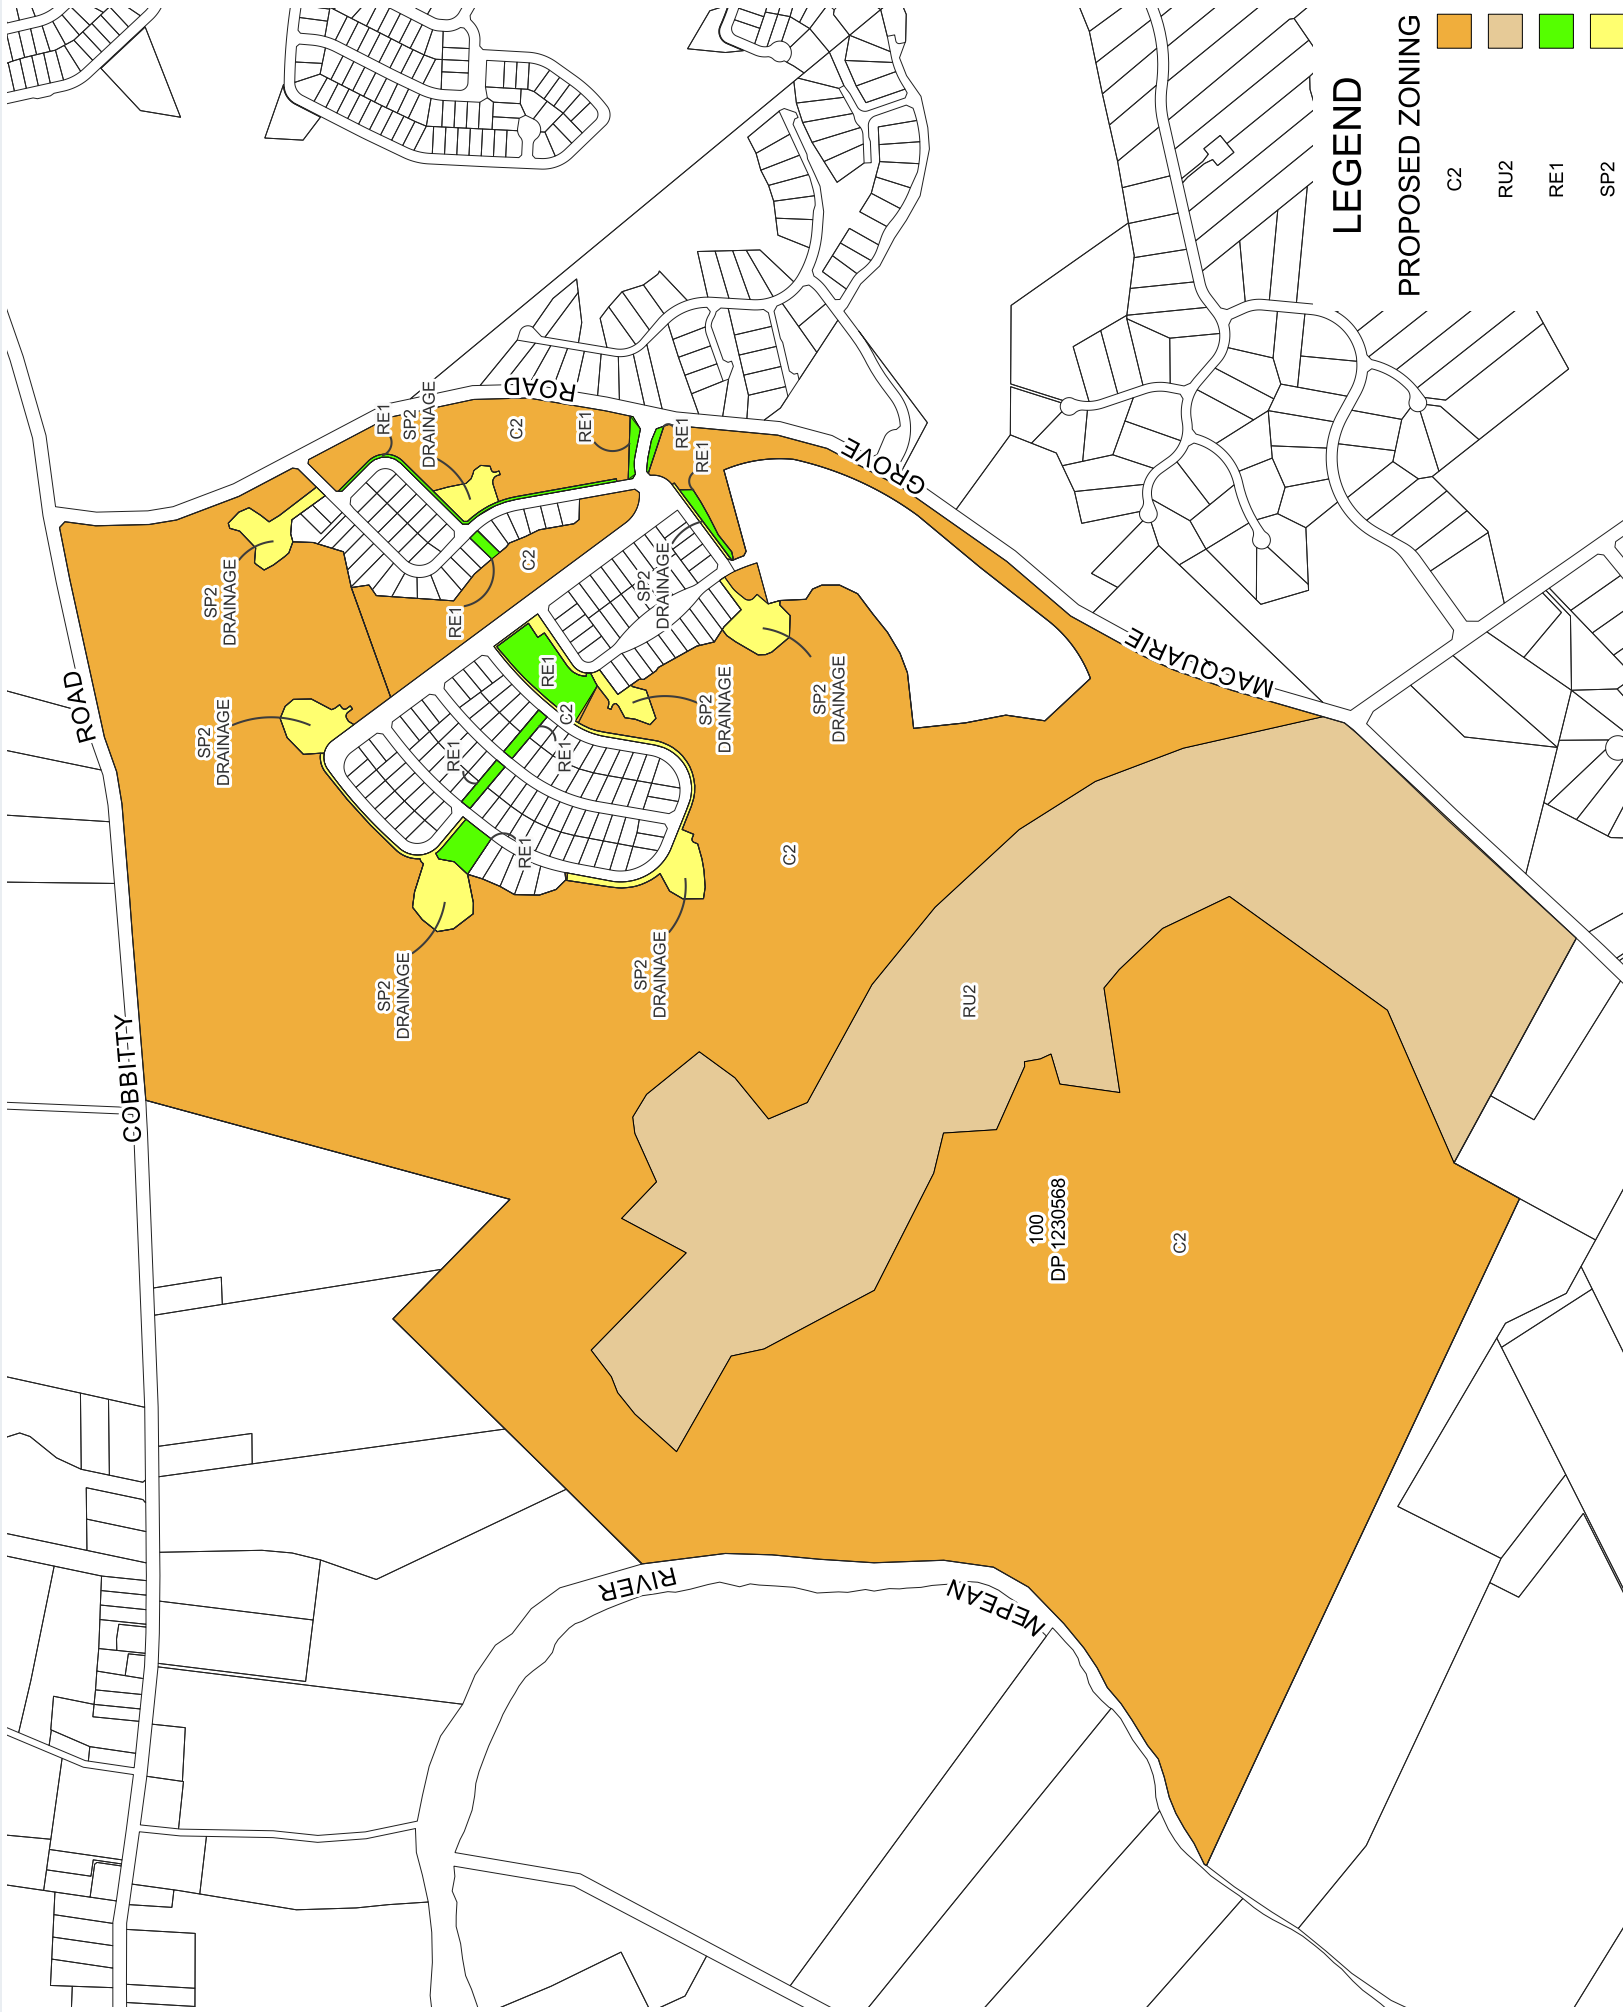 LEGEND
PROPOSED ZONING
C2
RU2
RE1
SP2
ROAD
COBBITTY
ROAD
GROVE
MACQUARIE
RIVER
NEPEAN
RE1
SP2
DRAINAGE
C2
RE1
RE1
RE1
SP2
DRAINAGE
RE1
C2
SP2
DRAINAGE
SP2
DRAINAGE
RE1
C2
RE1
RE1
RE1
SP2
DRAINAGE
SP2
DRAINAGE
SP2
DRAINAGE
SP2
DRAINAGE
C2
RU2
100
DP 1230568
C2